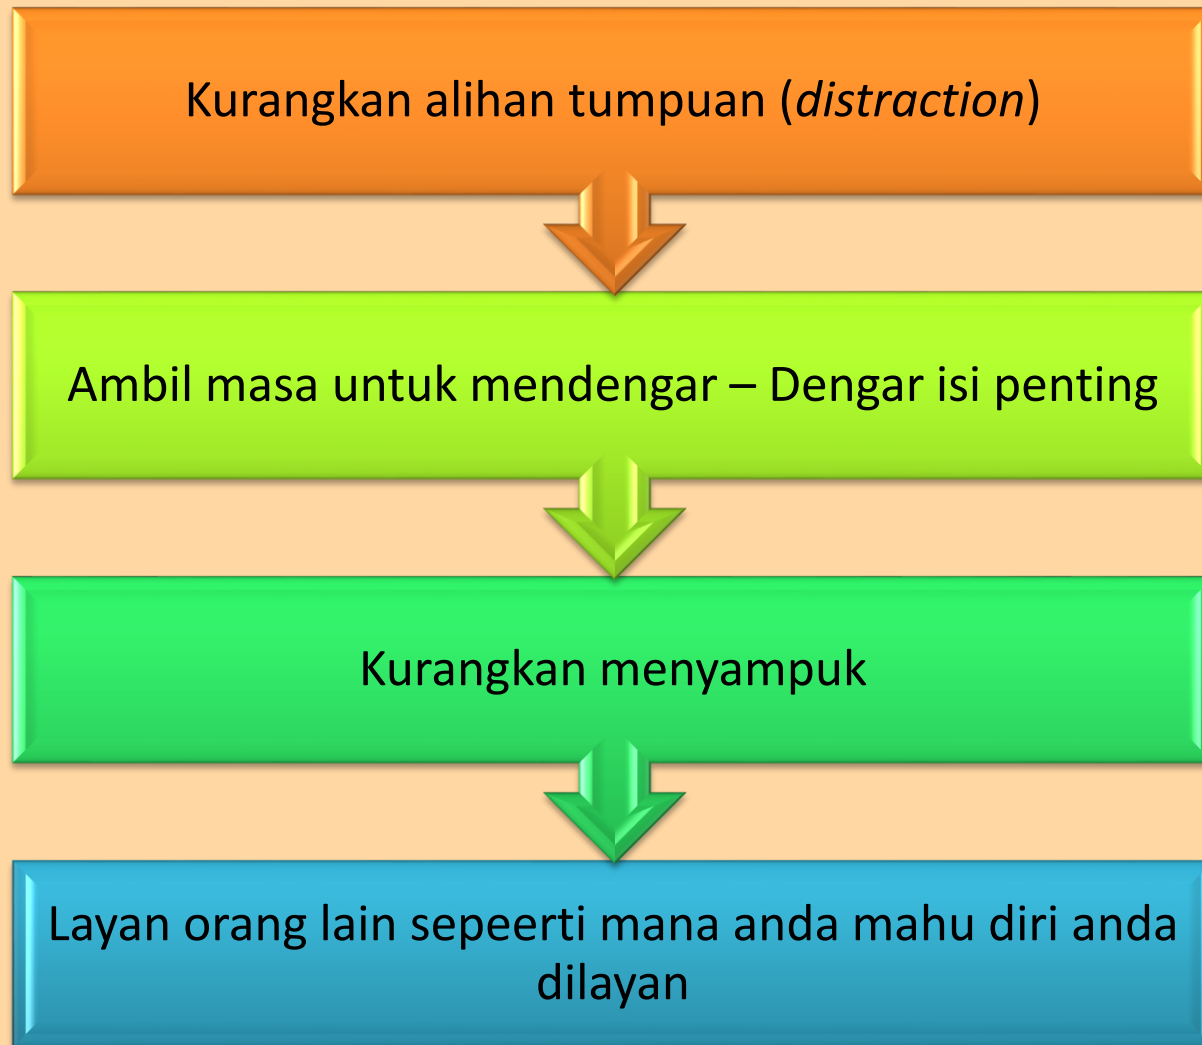 Kurangkan alihan tumpuan (distraction)
Ambil masa untuk mendengar – Dengar isi penting
Kurangkan menyampuk
Layan orang lain sepeerti mana anda mahu diri anda
dilayan